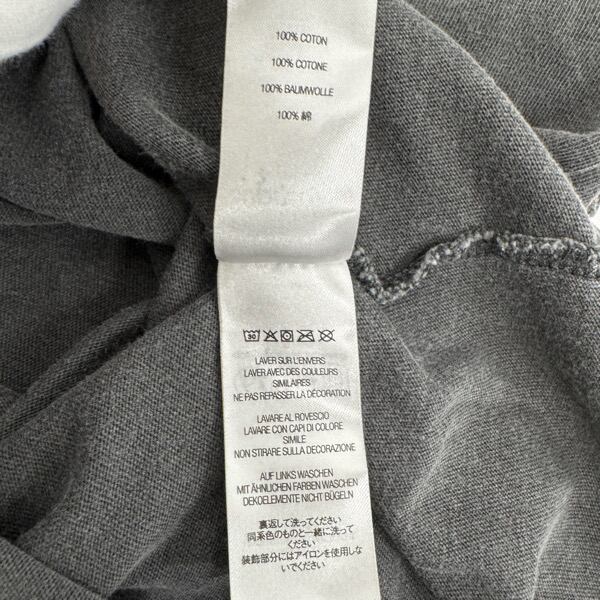 100% COTON
100% COTONE
100% BAUMWOLLE
100% 綿
30
LAVER SUR L'ENVERS
LAVER AVEC DES COULEURS
SIMILAIRES
NE PAS REPASSER LA DÉCORATION
LAVARE AL ROVESCIO
LAVARE CON CAPI DI COLORE
SIMILE
NON STIRARE SULLA DECORAZIONE
AUF LINKS WASCHEN
MIT ÄHNLICHEN FARBEN WASCHEN
DEKOELEMENTE NICHT BÜGELN
裏返して洗ってください
同系色のものと一緒に洗ってく
ださい
装飾部分にはアイロンを使用しな
いでください